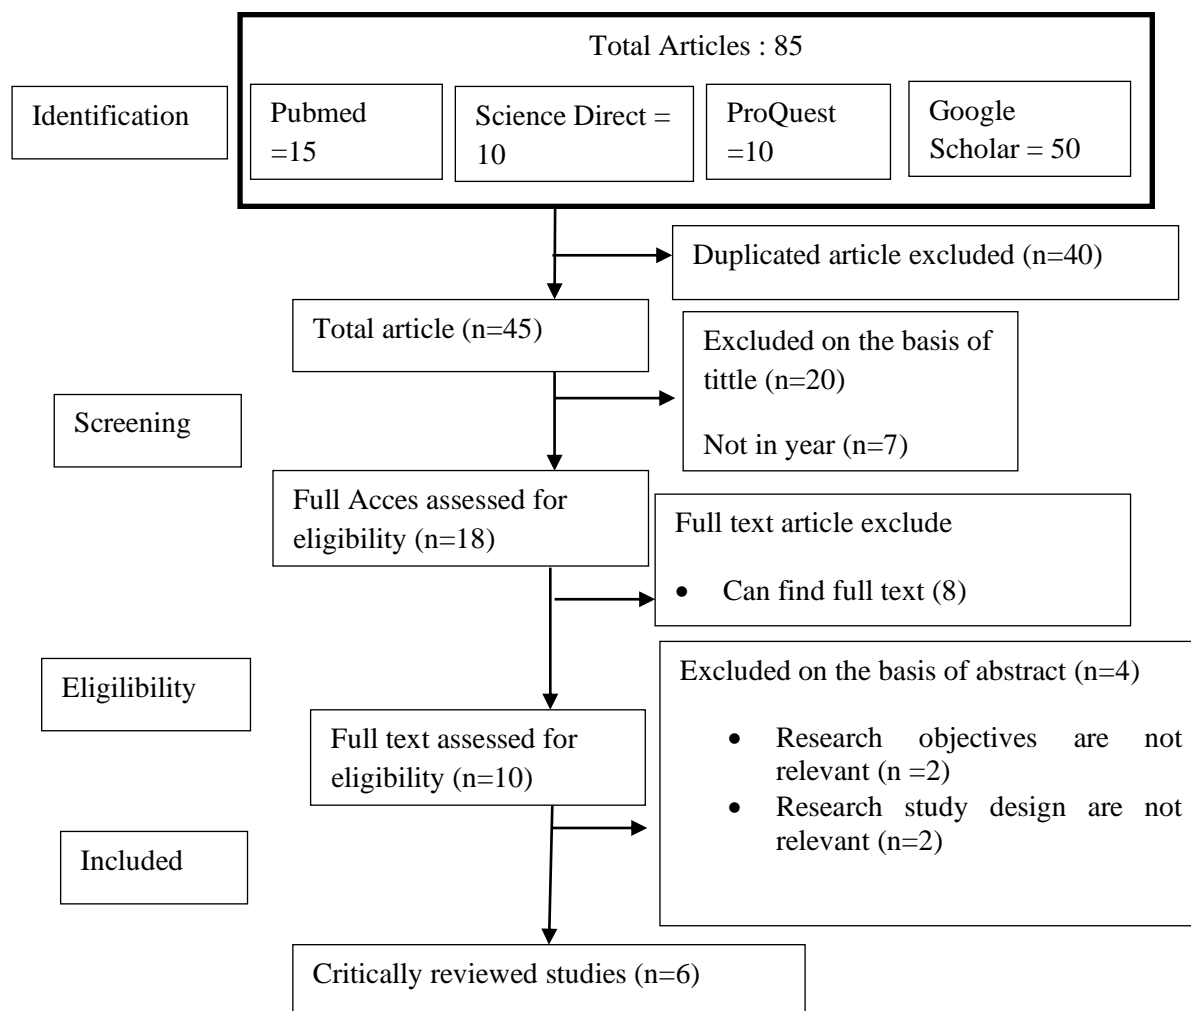 Total Articles : 85
Identification
Pubmed
=15
Science Direct =
10
ProQuest
=10
Google
Scholar = 50
Duplicated article excluded (n=40)
Total article (n=45)
Excluded on the basis of
tittle (n=20)
Not in year (n=7)
Screening
Full Acces assessed for
eligibility (n=18)
Full text article exclude
• Can find full text (8)
Eligilibility
Excluded on the basis of abstract (n=4)
• Research objectives are not
relevant (n =2)
• Research study design are not
relevant (n=2)
Full text assessed for
eligibility (n=10)
Included
Critically reviewed studies (n=6)